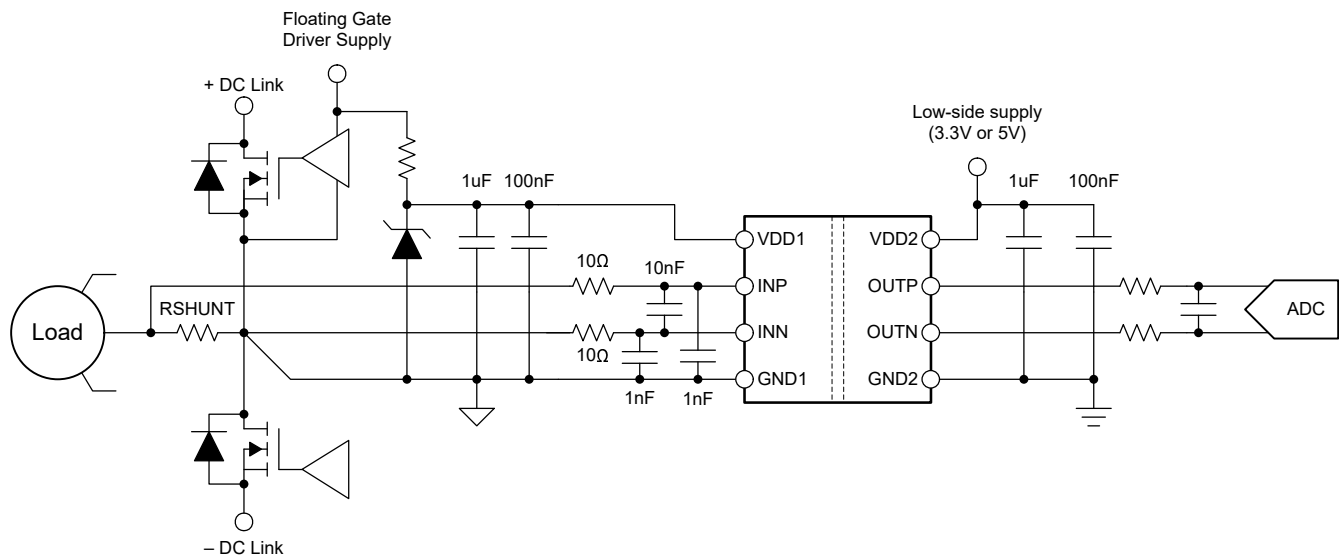 Floating Gate
Driver Supply
+ DC Link
Low-side supply
(3.3V or 5V)
1uF
100nF
1uF
100nF
VDD1
VDD2
10Ω
10nF
INP
OUTP
RSHUNT
Load
ADC
INN
OUTN
10Ω
GND1
GND2
1nF
1nF
– DC Link